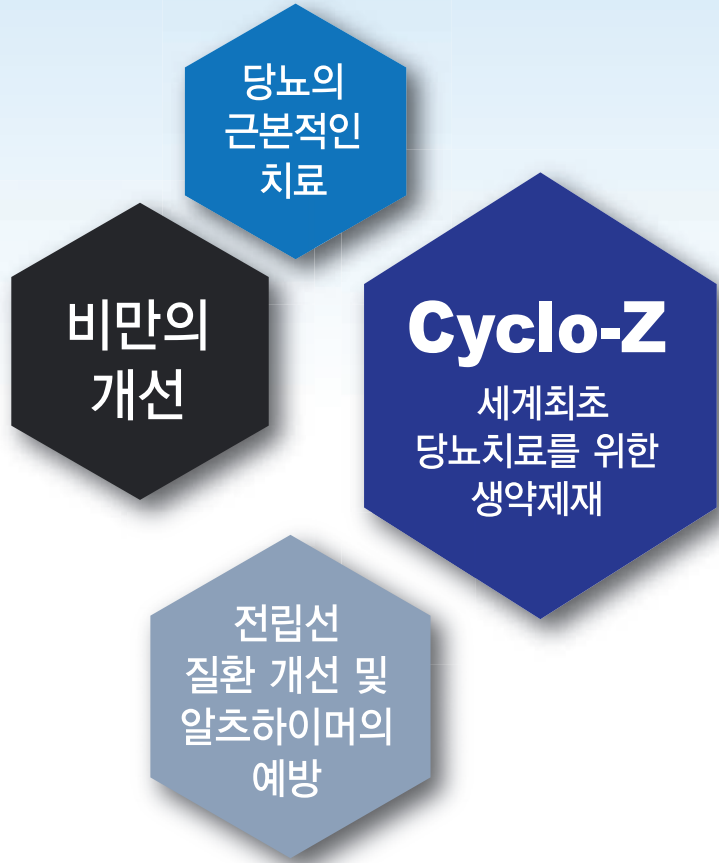 당뇨의
근본적인
치료
비만의
개선
Cyclo-Z
세계최초
당뇨치료를 위한
생약제재
전립선
질환 개선 및
알츠하이머의
예방